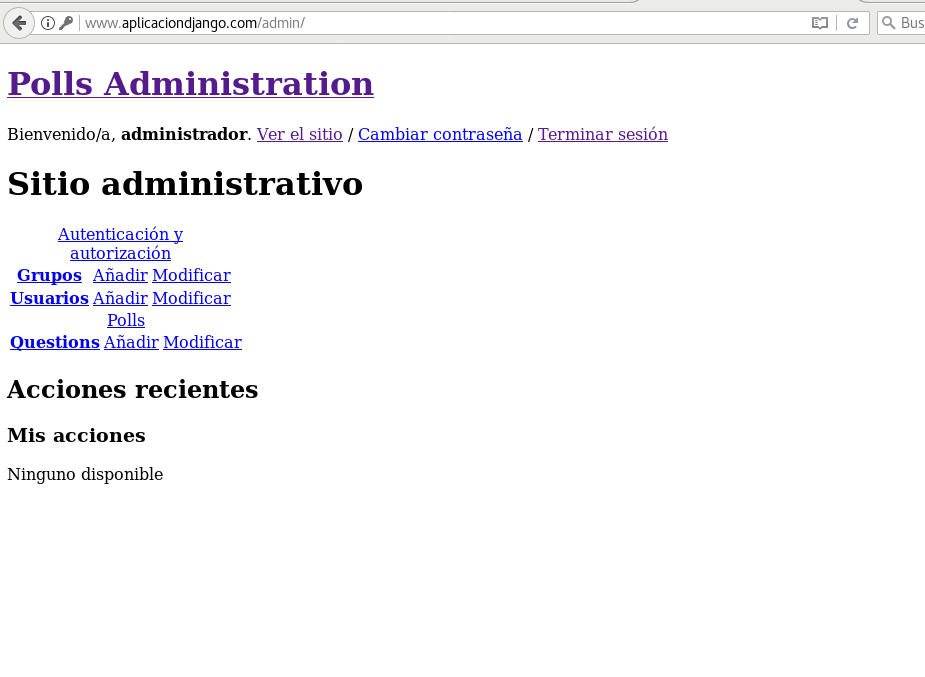 www.aplicaciondjango.com/admin/
Bus
Polls Administration
Bienvenido/a, administrador. Ver el sitio / Cambiar contraseña / Terminar sesión
Sitio administrativo
Autenticación y
autorización
Grupos Añadir Modificar
Usuarios Añadir Modificar
Polls
Questions Añadir Modificar
Acciones recientes
Mis acciones
Ninguno disponible